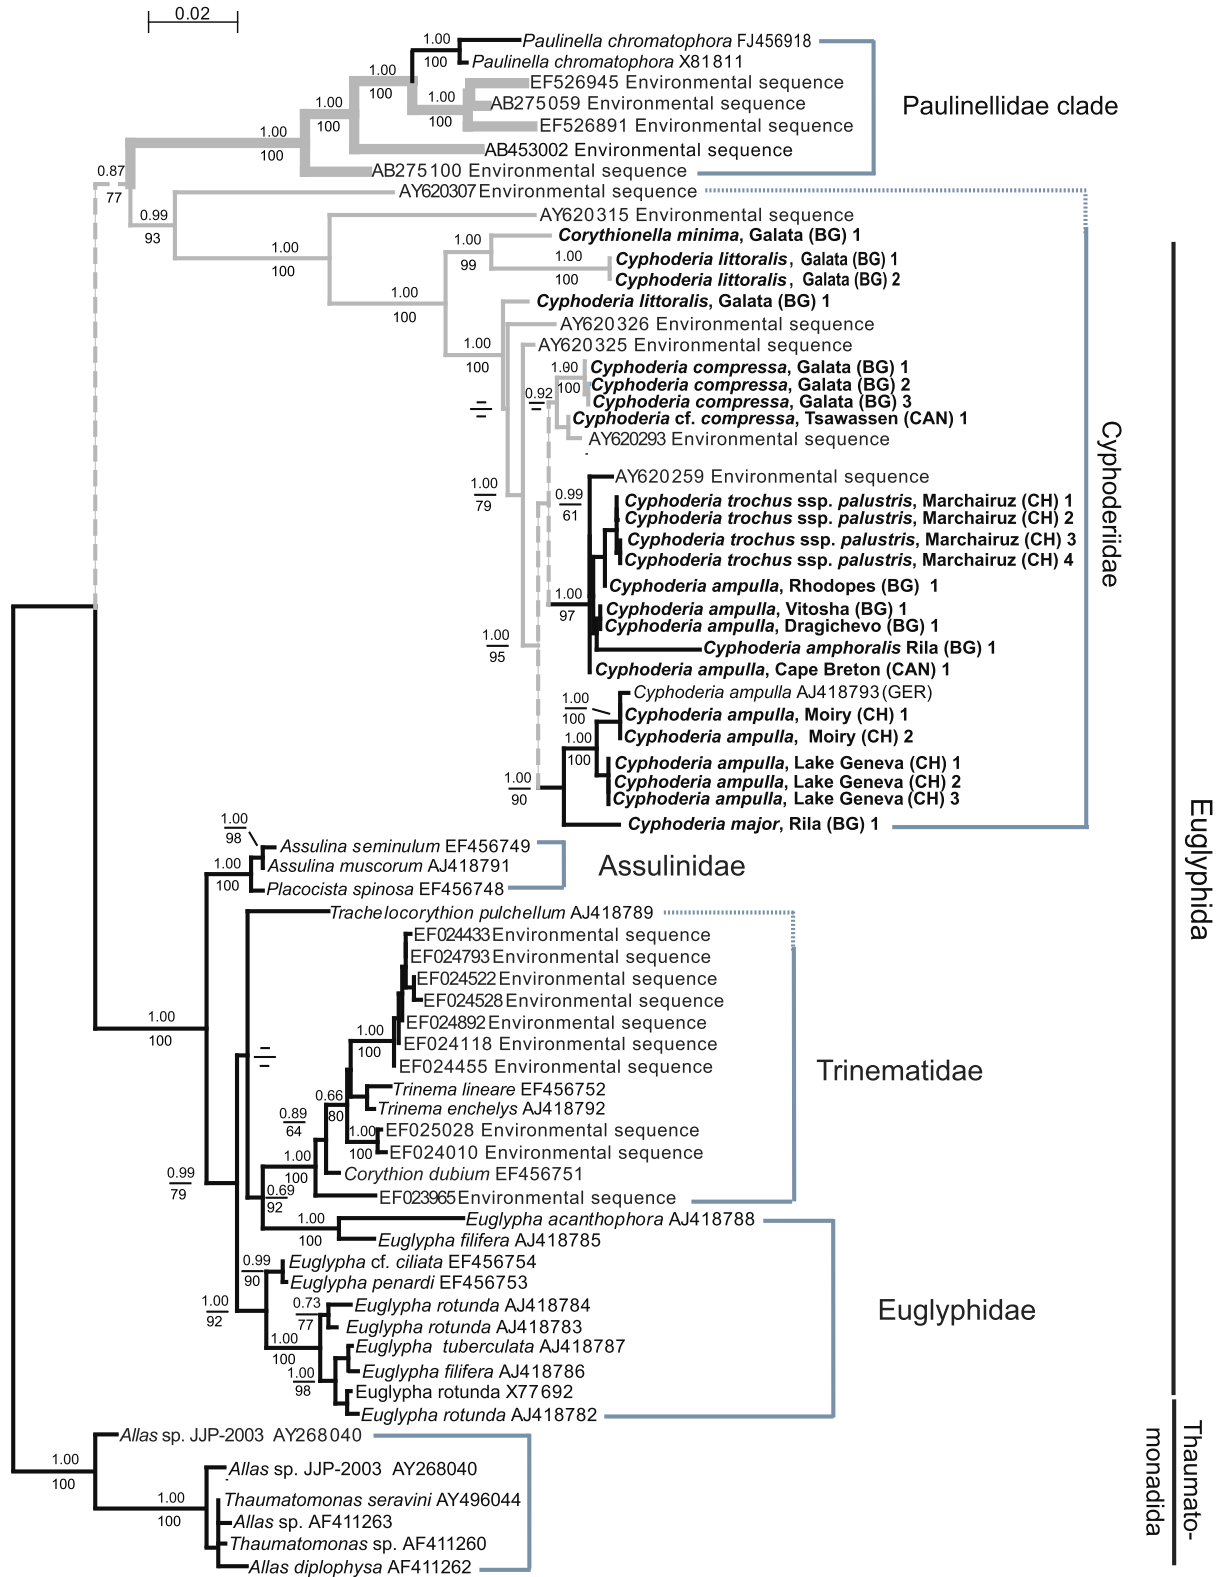 0.02
1.00
100
Paulinella chromatophora FJ456918
Paulinella chromatophora X81811
1.00
100
EF526945 Environmental sequence
1.00
100
AB275059 Environmental sequence
EF526891 Environmental sequence
Paulinellidae clade
1.00
100
AB453002 Environmental sequence
1.00
100
AB275100 Environmental sequence
0.87
77
AY620307 Environmental sequence
0.99
93
AY620315 Environmental sequence
1.00
100
Corythionella minima, Galata (BG) 1
1.00
99
Cyphoderia littoralis, Galata (BG) 1
1.00
100
Cyphoderia littoralis, Galata (BG) 2
1.00
100
Cyphoderia littoralis, Galata (BG) 1
AY620326 Environmental sequence
1.00
100
AY620325 Environmental sequence
Cyphoderia compressa, Galata (BG) 1
1.00
100
Cyphoderia compressa, Galata (BG) 2
0.92
–
Cyphoderia compressa, Galata (BG) 3
–
–
Cyphoderia cf. compressa, Tsawassen (CAN) 1
AY620293 Environmental sequence
Cyphoderiidae
AY620259 Environmental sequence
1.00
79
0.99
61
Cyphoderia trochus ssp. palustris, Marchairuz (CH) 1
Cyphoderia trochus ssp. palustris, Marchairuz (CH) 2
Cyphoderia trochus ssp. palustris, Marchairuz (CH) 3
Cyphoderia trochus ssp. palustris, Marchairuz (CH) 4
Cyphoderia ampulla, Rhodopes (BG) 1
1.00
97
Cyphoderia ampulla, Vitosha (BG) 1
Cyphoderia ampulla, Dragichevo (BG) 1
1.00
95
Cyphoderia amphoralis Rila (BG) 1
Cyphoderia ampulla, Cape Breton (CAN) 1
Cyphoderia ampulla AJ418793 (GER)
1.00
100
Cyphoderia ampulla, Moiry (CH) 1
Cyphoderia ampulla, Moiry (CH) 2
1.00
100
Cyphoderia ampulla, Lake Geneva (CH) 1
Cyphoderia ampulla, Lake Geneva (CH) 2
1.00
90
Cyphoderia ampulla, Lake Geneva (CH) 3
Cyphoderia major, Rila (BG) 1
Euglyphida
1.00
98
Assulina seminulum EF456749
Assulina muscorum AJ418791
1.00
100
Placocista spinosa EF456748
Assulinidae
Trachelocorythion pulchellum AJ418789
EF024433 Environmental sequence
EF024793 Environmental sequence
EF024522 Environmental sequence
EF024528 Environmental sequence
EF024892 Environmental sequence
1.00
100
EF024118 Environmental sequence
EF024455 Environmental sequence
1.00
100
–
–
Trinematidae
Trinema lineare EF456752
0.66
80
Trinema enchelys AJ418792
0.89
64
EF025028 Environmental sequence
1.00
100
EF024010 Environmental sequence
1.00
100
Corythion dubium EF456751
0.99
79
0.69
92
EF023965 Environmental sequence
1.00
100
Euglypha acanthophora AJ418788
Euglypha filifera AJ418785
0.99
90
Euglypha cf. ciliata EF456754
Euglypha penardi EF456753
1.00
92
0.73
77
Euglypha rotunda AJ418784
Euglypha rotunda AJ418783
Euglyphidae
1.00
100
Euglypha tuberculata AJ418787
Euglypha filifera AJ418786
1.00
98
Euglypha rotunda X77692
Euglypha rotunda AJ418782
Allas sp. JJP-2003 AY268040
1.00
100
Allas sp. JJP-2003 AY268040
1.00
100
Thaumatomonas seravini AY496044
Allas sp. AF411263
Thaumatomonas sp. AF411260
Allas diplophysa AF411262
Thaumato-
monadida